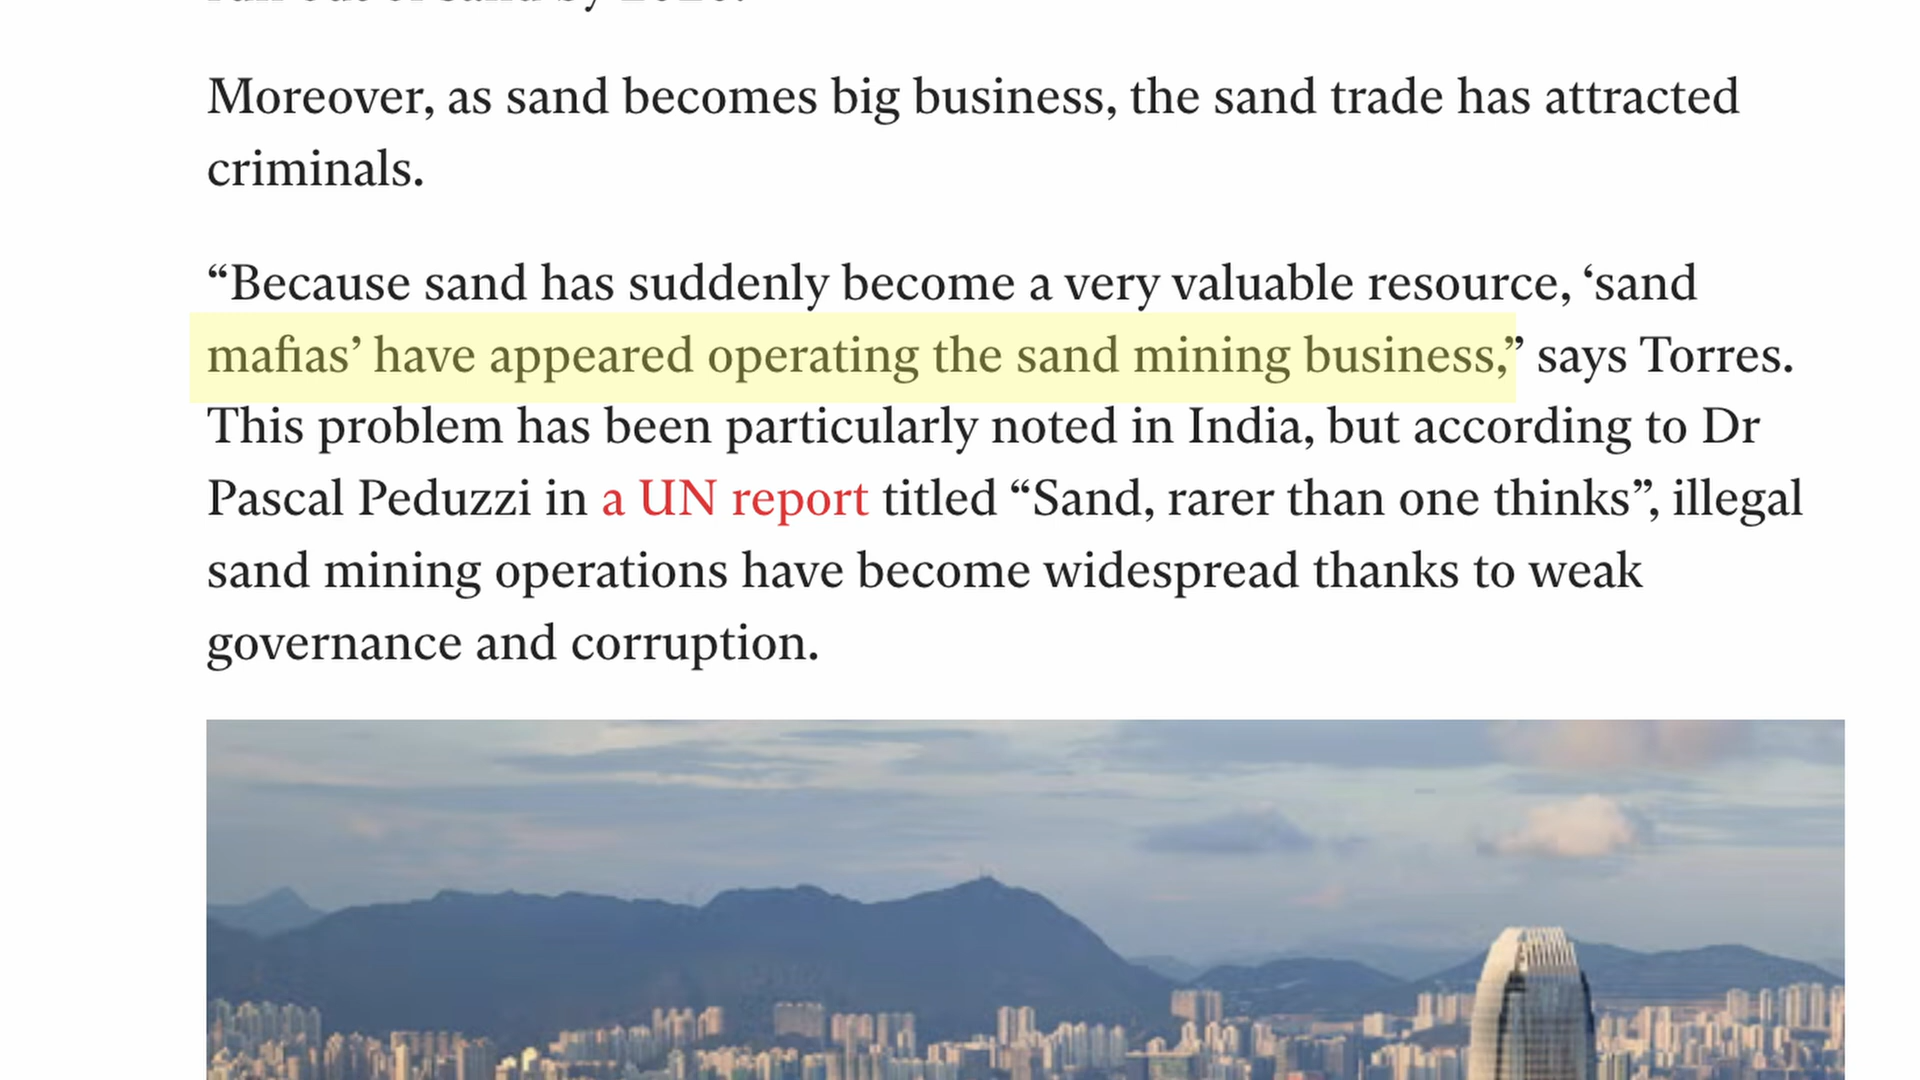 Moreover, as sand becomes big business, the sand trade has attracted
criminals.
“Because sand has suddenly become a very valuable resource, ‘sand
mafias’ have appeared operating the sand mining business,” says Torres.
This problem has been particularly noted in India, but according to Dr
Pascal Peduzzi in a UN report titled “Sand, rarer than one thinks”, illegal
sand mining operations have become widespread thanks to weak
governance and corruption.